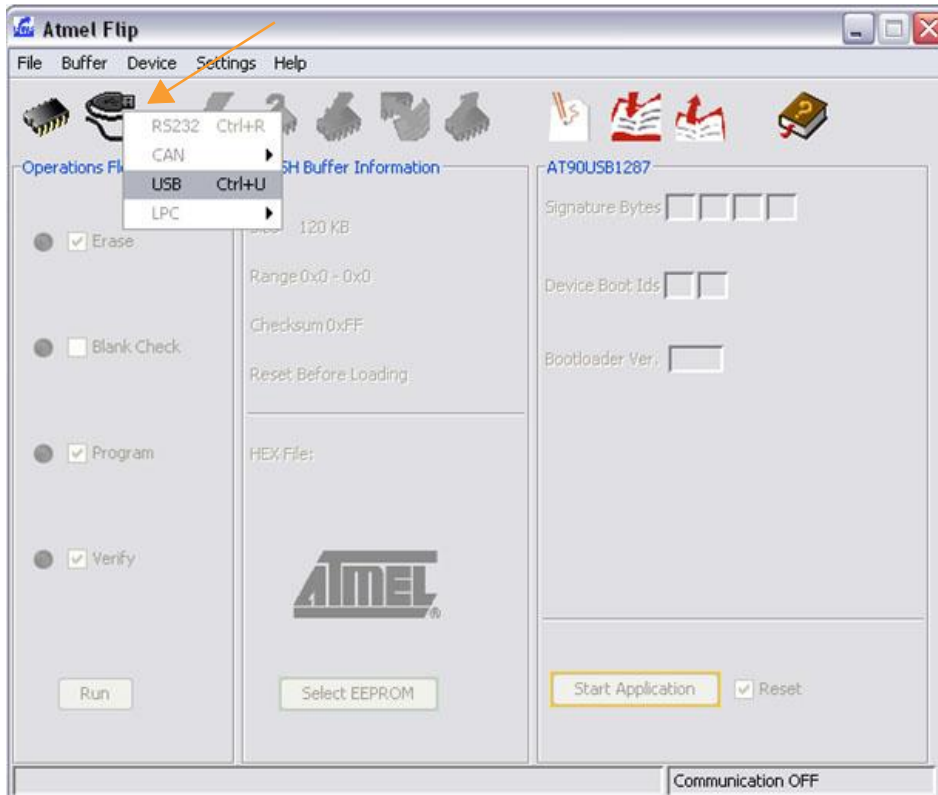 Atmel Flip
File Buffer Device Settings Help
RS232 Ctrl+R
CAN
USB Ctrl+U
LPC
Operations Fl
Erase
Blank Check
Program
Verify
Run
SH Buffer Information
120 KB
Range 0x0 - 0x0
Checksum 0xFF
Reset Before Loading
HEX File:
ATMEL
®
Select EEPROM
AT90USB1287
Signature Bytes
Device Boot Ids
Bootloader Ver.
Start Application Reset
Communication OFF